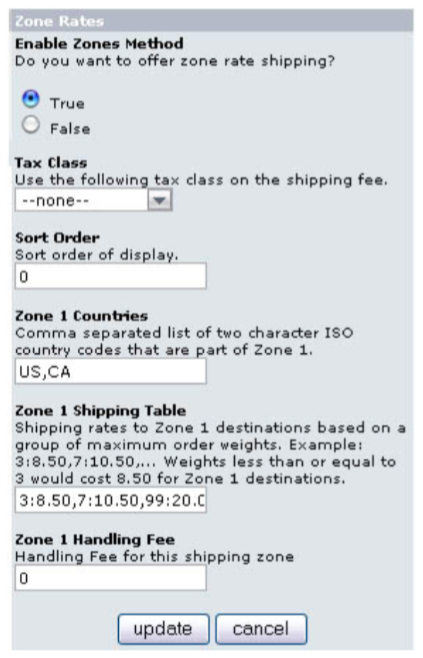 Zone Rates
Enable Zones Method
Do you want to offer zone rate shipping?
True
False
Tax Class
Use the following tax class on the shipping fee.
--none--
Sort Order
Sort order of display.
0
Zone 1 Countries
Comma separated list of two character ISO
country codes that are part of Zone 1.
US,CA
Zone 1 Shipping Table
Shipping rates to Zone 1 destinations based on a
group of maximum order weights. Example:
3:8.50,7:10.50,... Weights less than or equal to
3 would cost 8.50 for Zone 1 destinations.
3:8.50,7:10.50,99:20.0
Zone 1 Handling Fee
Handling Fee for this shipping zone
0
update cancel